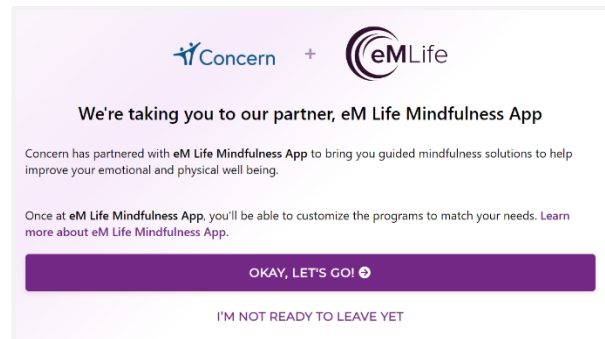 Concern + eMLife
We're taking you to our partner, eM Life Mindfulness App
Concern has partnered with eM Life Mindfulness App to bring you guided mindfulness solutions to help
improve your emotional and physical well being.
Once at eM Life Mindfulness App, you'll be able to customize the programs to match your needs. Learn
more about eM Life Mindfulness App.
OKAY, LET'S GO!
I'M NOT READY TO LEAVE YET